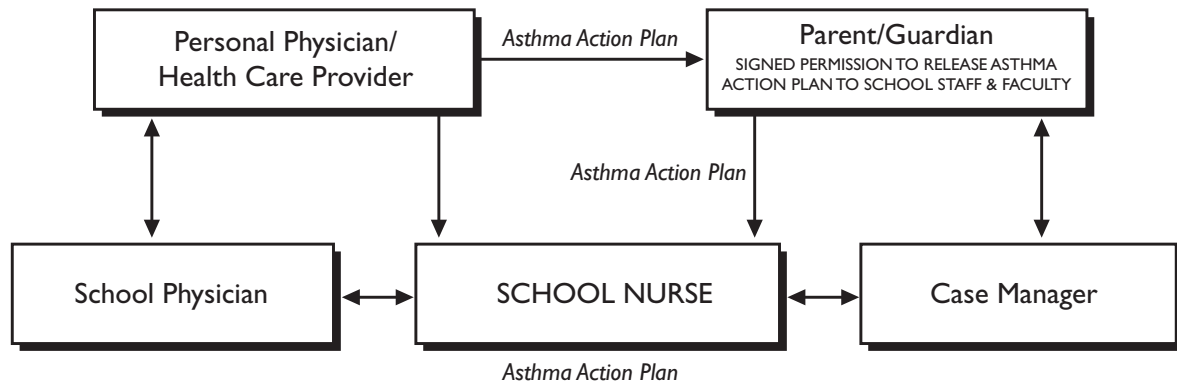 Personal Physician/
Health Care Provider
Asthma Action Plan
Parent/Guardian
SIGNED PERMISSION TO RELEASE ASTHMA
ACTION PLAN TO SCHOOL STAFF & FACULTY
Asthma Action Plan
School Physician
SCHOOL NURSE
Case Manager
Asthma Action Plan